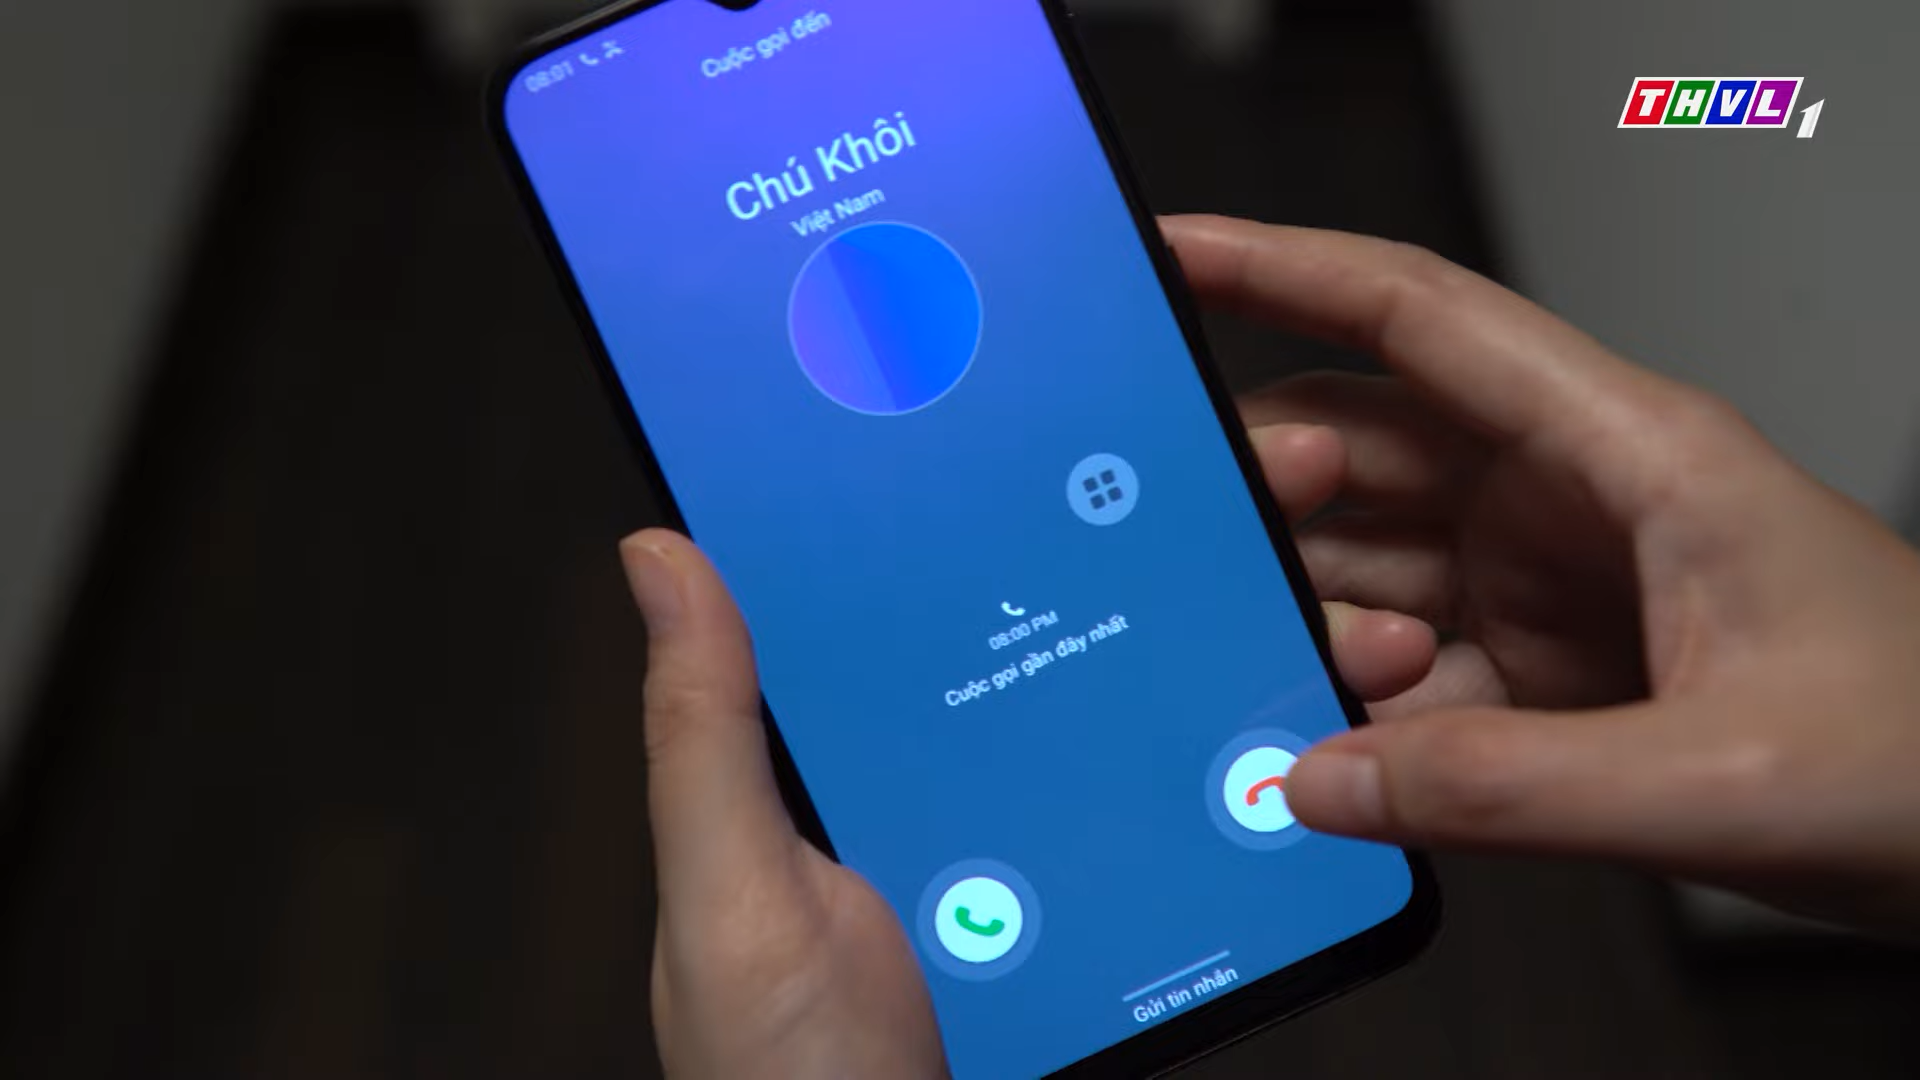 08:01
Cuộc gọi đến
THVL1
Chú Khôi
Việt Nam
08:00 PM
Cuộc gọi gần đây nhất
Gửi tin nhắn